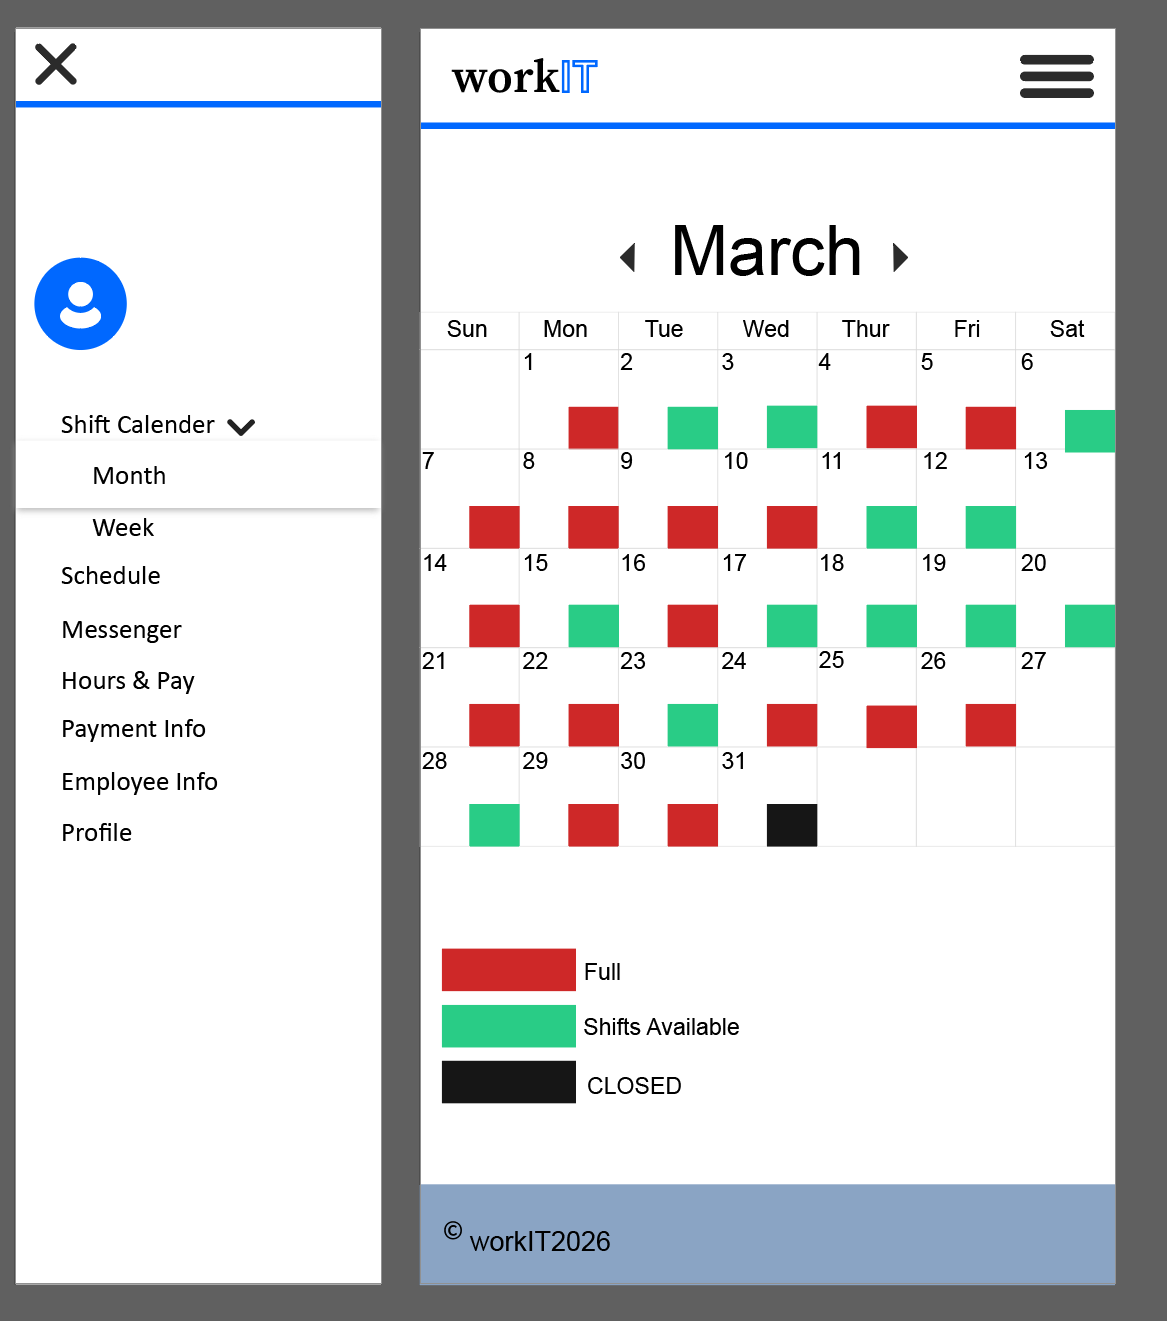 Shift Calender
Month
Week
Schedule
Messenger
Hours & Pay
Payment Info
Employee Info
Profile
workIT
March
Sun Mon Tue Wed Thur Fri Sat
1 2 3 4 5 6
7 8 9 10 11 12 13
14 15 16 17 18 19 20
21 22 23 24 25 26 27
28 29 30 31
Full
Shifts Available
CLOSED
© workIT2026